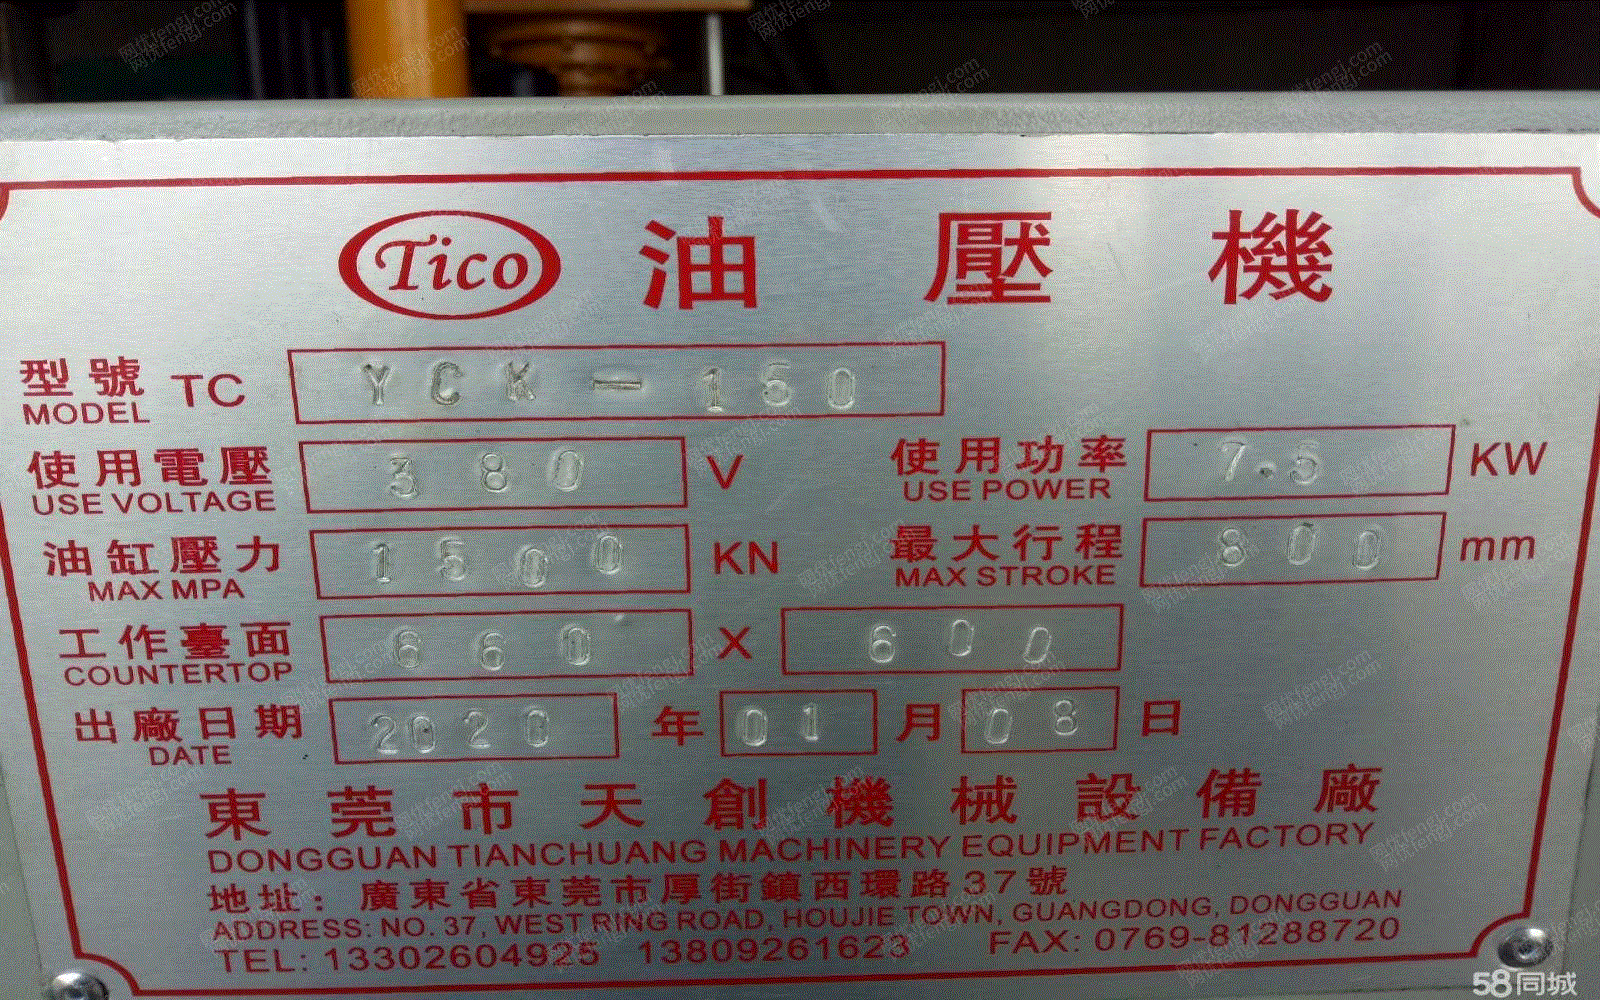 Tico 油壓機
型號 TC YCK-150
MODEL
使用電壓 380 V 使用功率 7.5 KW
USE VOLTAGE USE POWER
油缸壓力 1500 KN 最大行程 800 mm
MAX MPA MAX STROKE
工作臺面 660 X 600
COUNTERTOP
出廠日期 2020 年 01 月 08 日
DATE
東莞市天創機械設備廠
DONGGUAN TIANCHUANG MACHINERY EQUIPMENT FACTORY
地址：廣東省東莞市厚街鎮西環路37號
ADDRESS: NO. 37, WEST RING ROAD, HOUJIE TOWN, GUANGDONG, DONGGUAN
TEL: 13302604925 13809261623 FAX: 0769-81288720
58同城